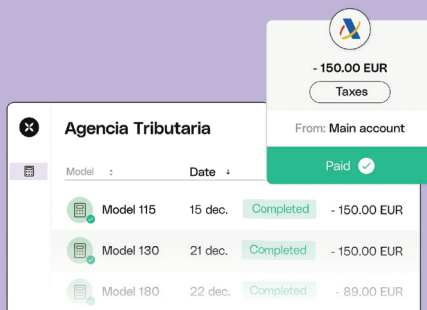 - 150.00 EUR
Taxes
From: Main account
Paid
Agencia Tributaria
Model Date
Model 115 15 dec. Completed - 150.00 EUR
Model 130 21 dec. Completed - 150.00 EUR
Model 180 22 dec. Completed - 89.00 EUR